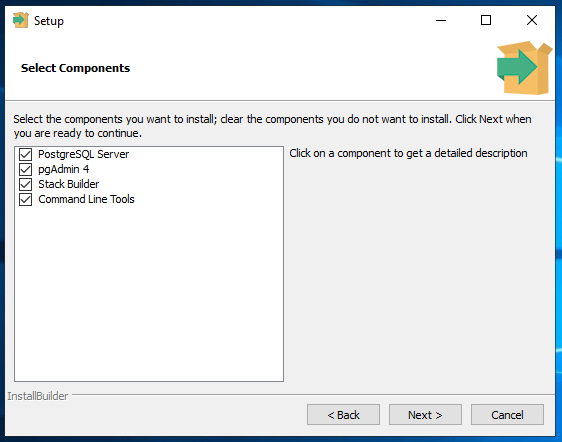 Setup
Select Components
Select the components you want to install; clear the components you do not want to install. Click Next when
you are ready to continue.
PostgreSQL Server
pgAdmin 4
Stack Builder
Command Line Tools
Click on a component to get a detailed description
InstallBuilder
< Back
Next >
Cancel